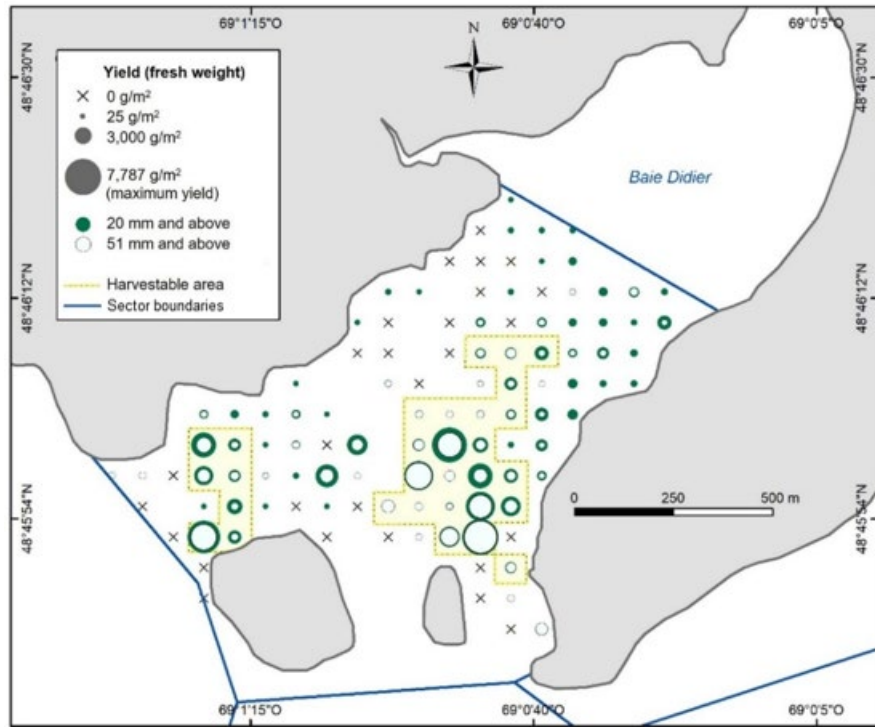 69°1'15"O 69°0'40"O 69°0'5"O
N
48°46'30"N 48°46'30"N
Yield (fresh weight)
0 g/m²
25 g/m²
3,000 g/m²
7,787 g/m²
(maximum yield)
20 mm and above
51 mm and above
Harvestable area
Sector boundaries
Baie Didier
48°46'12"N 48°46'12"N
0 250 500 m
48°45'54"N 48°45'54"N
69°1'15"O 69°0'40"O 69°0'5"O